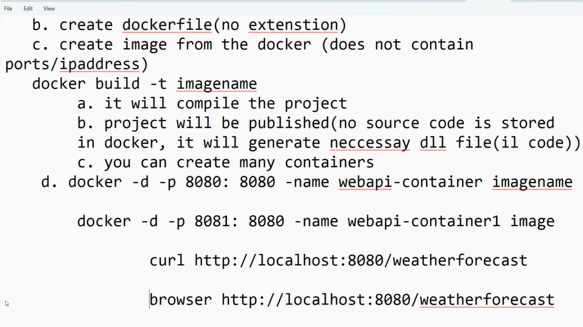 File Edit View
b. create dockerfile(no extenstion)
c. create image from the docker (does not contain
ports/ipaddress)
docker build -t imagename
a. it will compile the project
b. project will be published(no source code is stored
in docker, it will generate neccessay dll file(il code))
c. you can create many containers
d. docker -d -p 8080: 8080 -name webapi-container imagename
docker -d -p 8081: 8080 -name webapi-container1 image
curl http://localhost:8080/weatherforecast
browser http://localhost:8080/weatherforecast